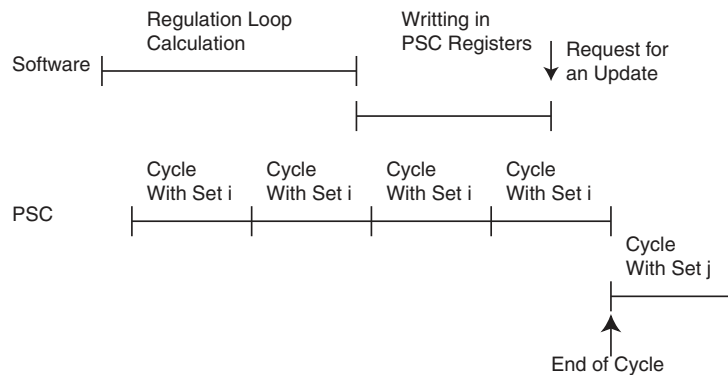 Regulation Loop
Calculation
Writting in
PSC Registers
Request for
an Update
Software
Cycle
With Set i
Cycle
With Set i
Cycle
With Set i
Cycle
With Set i
PSC
Cycle
With Set j
End of Cycle